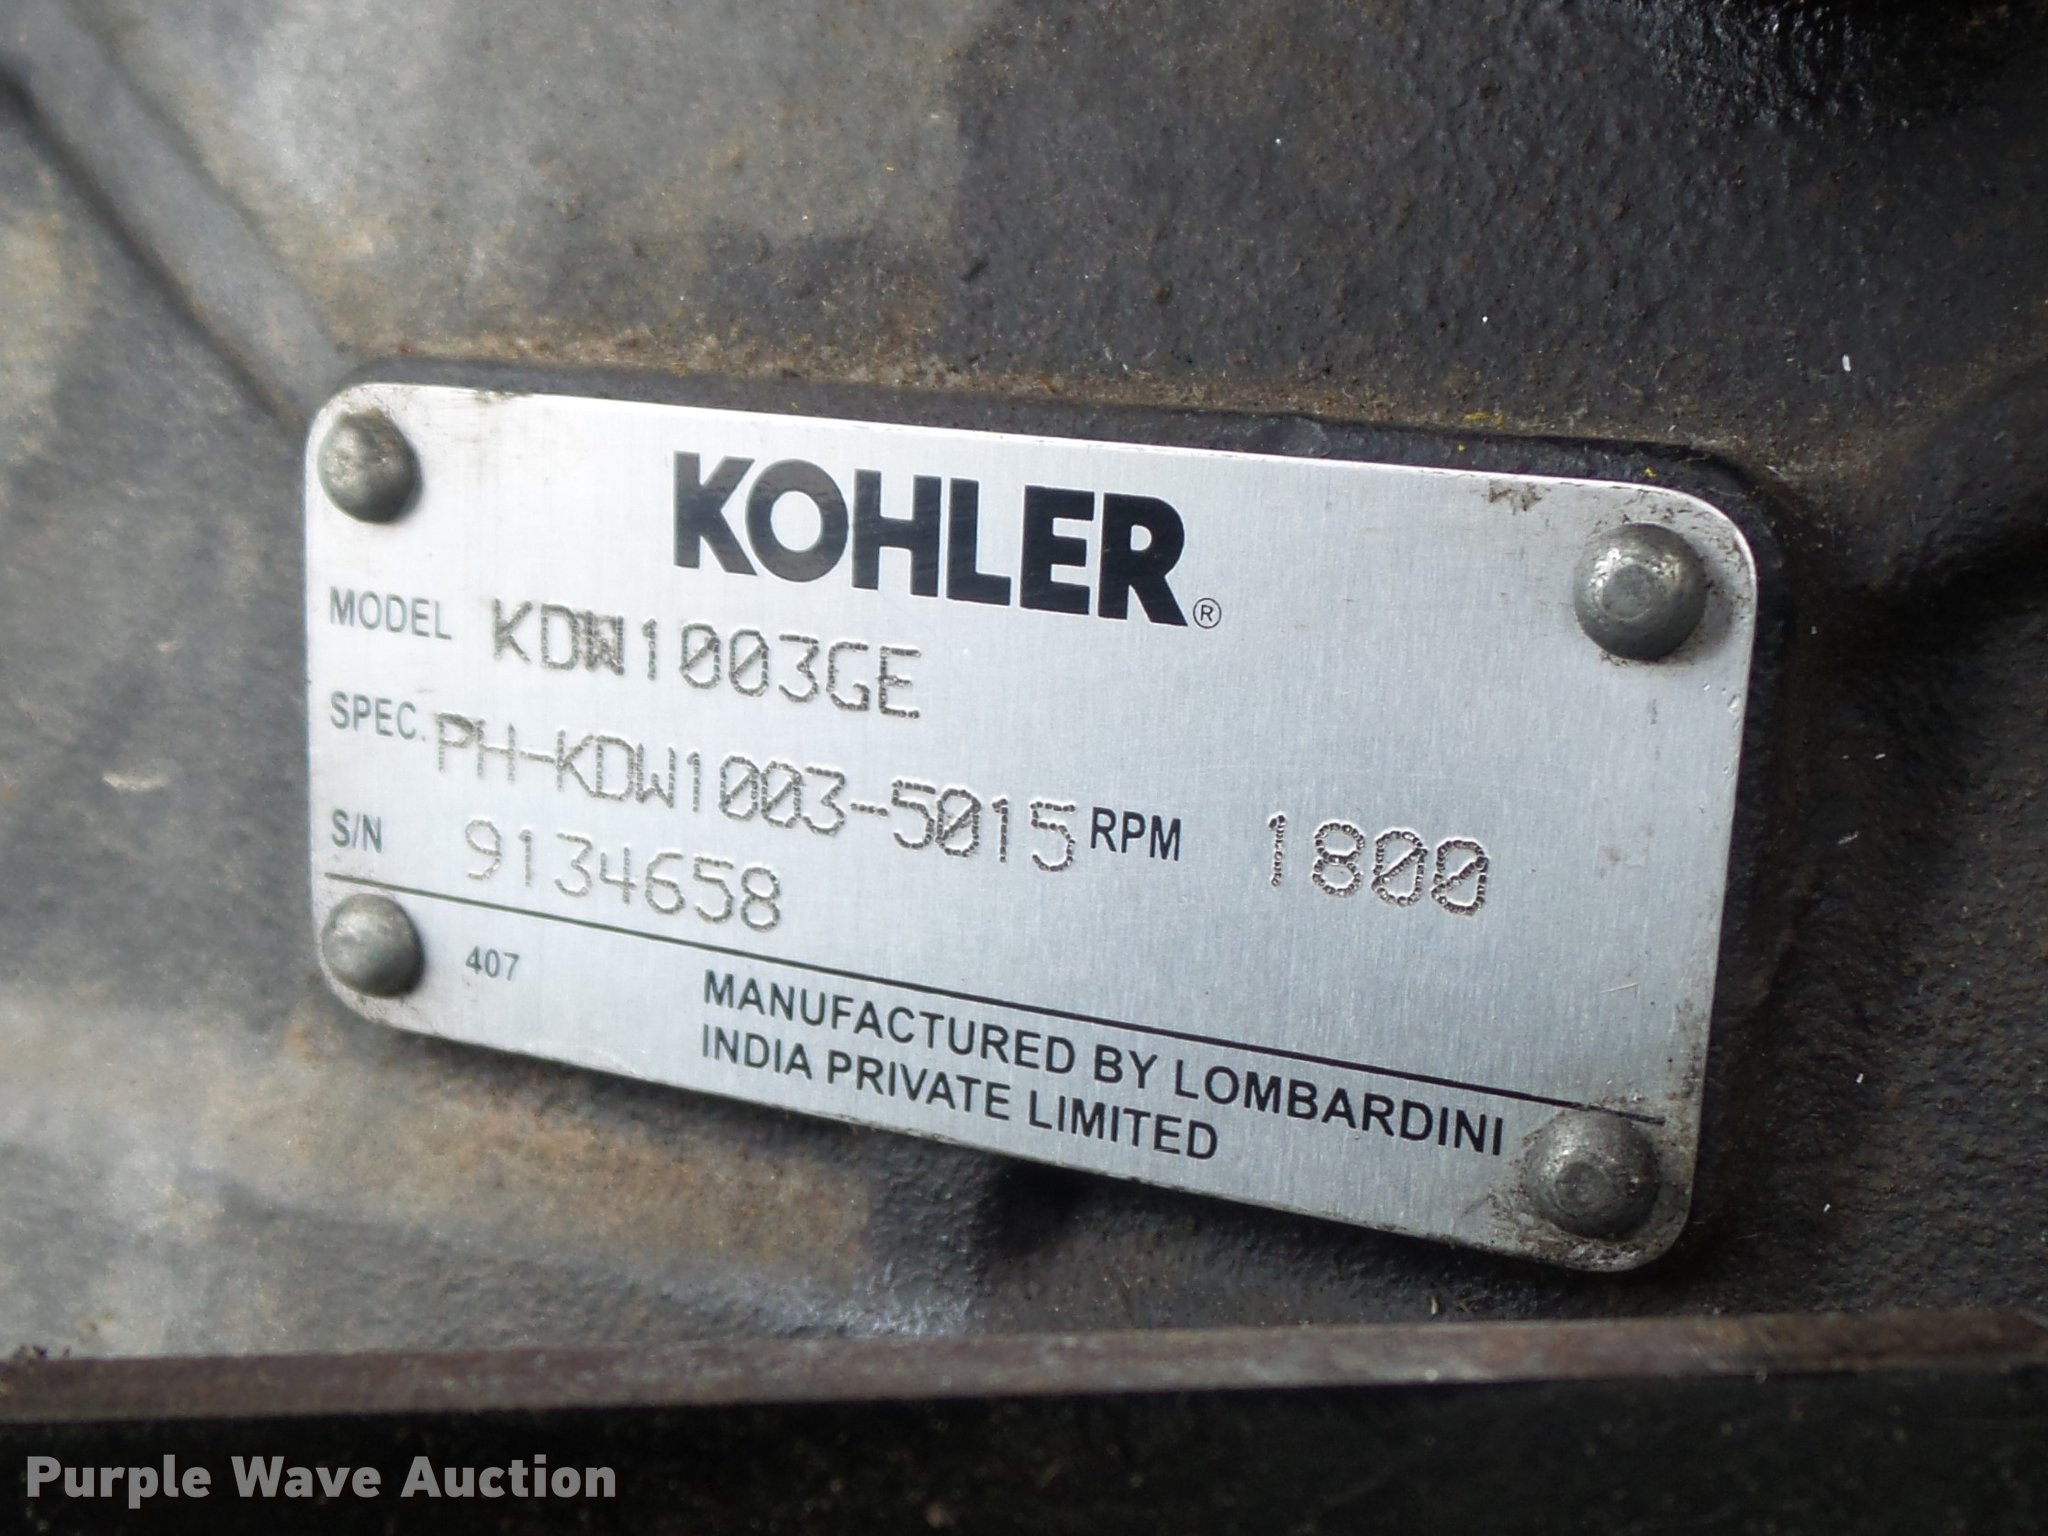 KOHLER®
MODEL KDW1003GE
SPEC. PH-KDW1003-5015 RPM 1800
S/N 9134658
407 MANUFACTURED BY LOMBARDINI
INDIA PRIVATE LIMITED
Purple Wave Auction